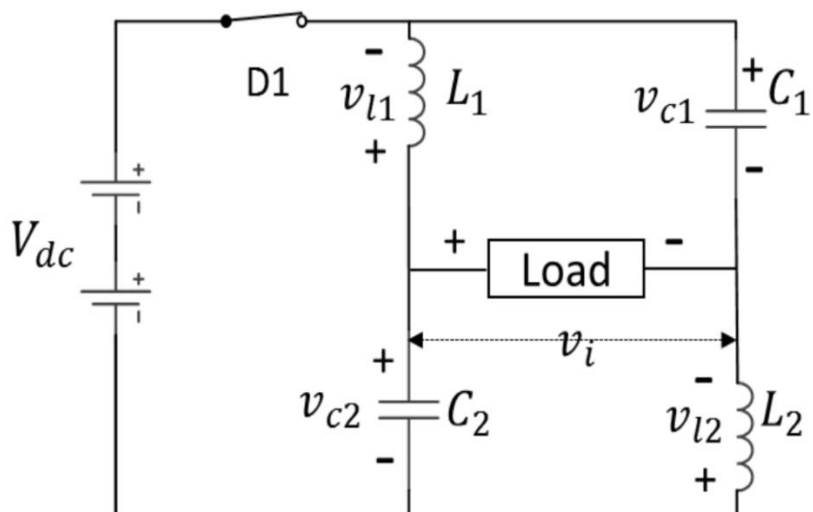 D1
- v_{l1} L_1 +
v_{c1} + C_1 -
V_{dc} + - + -
+ Load -
v_i
+ v_{c2} C_2 -
- v_{l2} L_2 +